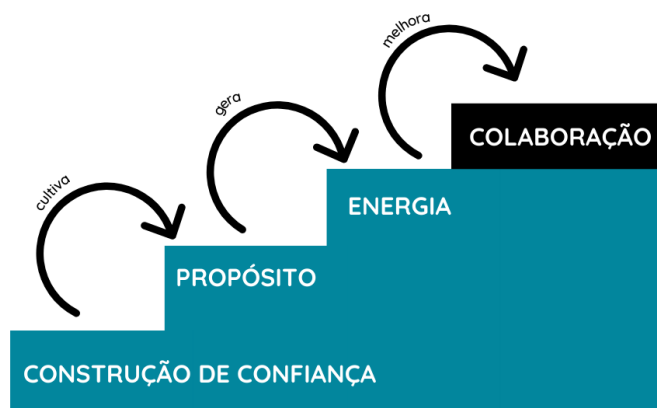 melhora
COLABORAÇÃO
gera
ENERGIA
cultiva
PROPÓSITO
CONSTRUÇÃO DE CONFIANÇA